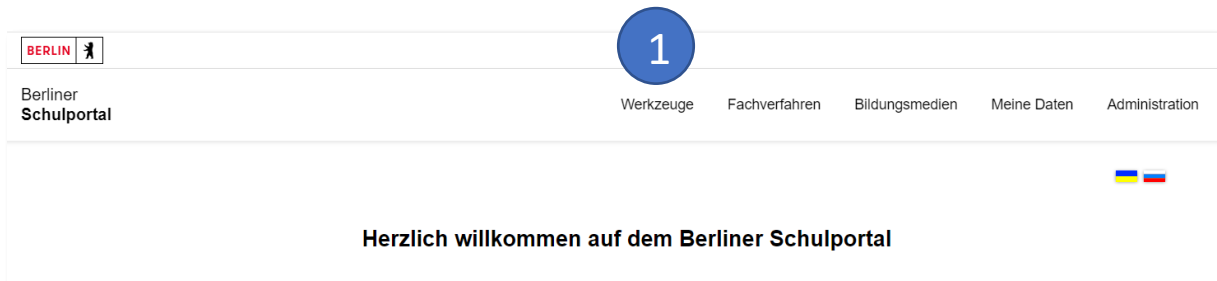 BERLIN
1
Berliner
Schulportal
Werkzeuge Fachverfahren Bildungsmedien Meine Daten Administration
Herzlich willkommen auf dem Berliner Schulportal